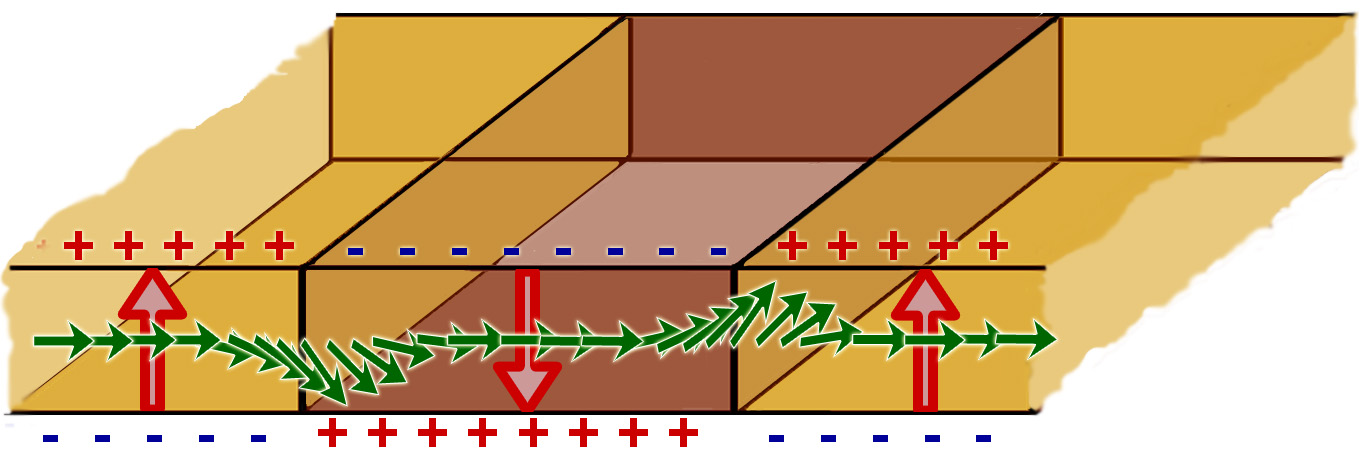 + + + + + - - - - - - - - + + + + +
- - - - - + + + + + + + + - - - - -